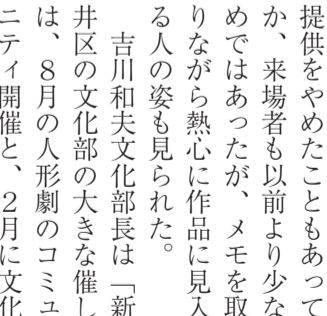 提供をやめたこともあって
か、来場者も以前より少な
めではあったが、メモを取
りながら熱心に作品に見入
る人の姿も見られた。
吉川和夫文化部長は「新
井区の文化部の大きな催し
は、８月の人形劇のコミュ
ニティ開催と、２月に文化